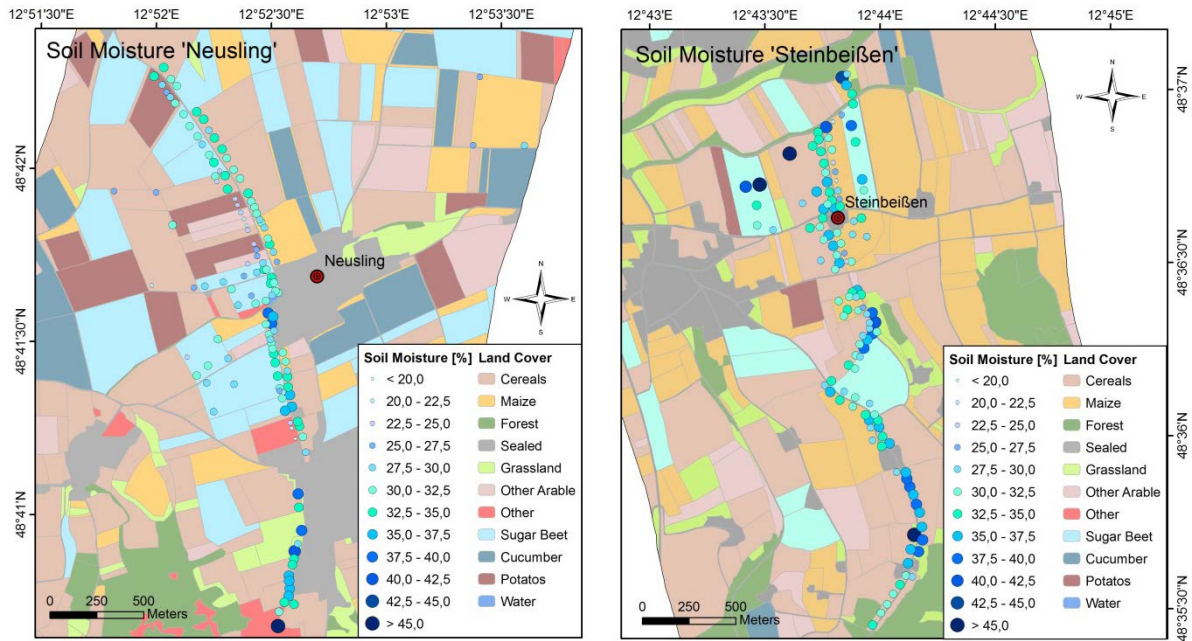 12°51'30"E 12°52'E 12°52'30"E 12°53'E 12°53'30"E
Soil Moisture 'Neusling'
48°42'N
48°41'30"N
48°41'N
Neusling
N
W E
S
Soil Moisture [%] Land Cover
< 20,0 Cereals
20,0 - 22,5 Maize
22,5 - 25,0 Forest
25,0 - 27,5 Sealed
27,5 - 30,0 Grassland
30,0 - 32,5 Other Arable
32,5 - 35,0 Other
35,0 - 37,5 Sugar Beet
37,5 - 40,0 Cucumber
40,0 - 42,5 Potatos
42,5 - 45,0 Water
> 45,0
0 250 500
Meters
12°43'E 12°43'30"E 12°44'E 12°44'30"E 12°45'E
Soil Moisture 'Steinbeißen'
N
W E
S
48°37'N
48°36'30"N
48°36'N
48°35'30"N
Steinbeißen
Soil Moisture [%] Land Cover
< 20,0 Cereals
20,0 - 22,5 Maize
22,5 - 25,0 Forest
25,0 - 27,5 Sealed
27,5 - 30,0 Grassland
30,0 - 32,5 Other Arable
32,5 - 35,0 Other
35,0 - 37,5 Sugar Beet
37,5 - 40,0 Cucumber
40,0 - 42,5 Potatos
42,5 - 45,0 Water
> 45,0
0 250 500
Meters